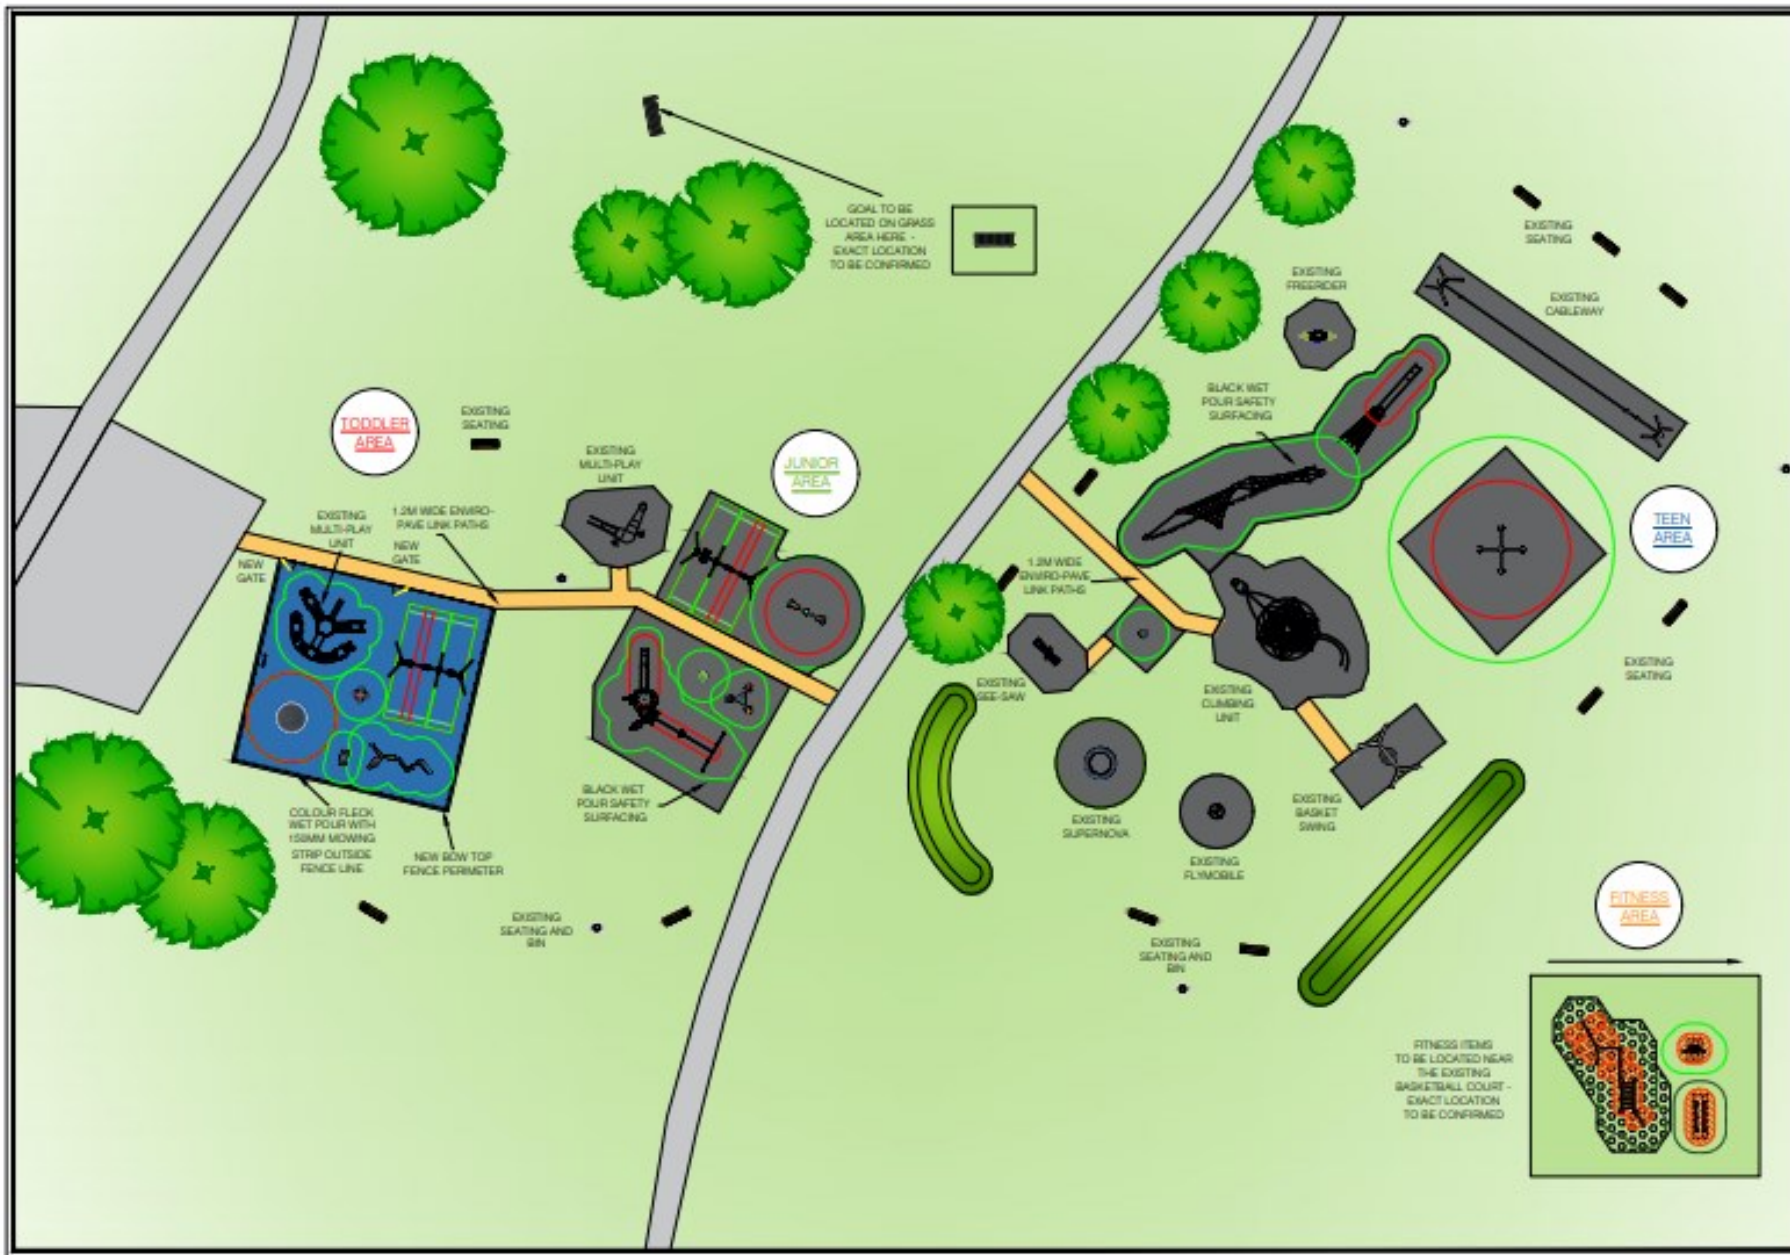 GOAL TO BE
LOCATED ON GRASS
AREA HERE -
EXACT LOCATION
TO BE CONFIRMED
EXISTING
SEATING
EXISTING
FREERIDER
EXISTING
CABLEWAY
BLACK WET
POUR SAFETY
SURFACING
TODDLER
AREA
EXISTING
SEATING
EXISTING
MULTI-PLAY
UNIT
JUNIOR
AREA
EXISTING
MULTI-PLAY
UNIT
1.2M WIDE ENVIRO-
PAVE LINK PATHS
NEW
GATE
NEW
GATE
TEEN
AREA
1.2M WIDE
ENVIRO-PAVE
LINK PATHS
EXISTING
SEATING
EXISTING
SEE-SAW
EXISTING
CLIMBING
UNIT
BLACK WET
POUR SAFETY
SURFACING
COLOUR FLECK
WET POUR WITH
150MM MOWING
STRIP OUTSIDE
FENCE LINE
NEW BOW TOP
FENCE PERIMETER
EXISTING
SUPERNOVA
EXISTING
BASKET
SWING
EXISTING
FLYMOBILE
EXISTING
SEATING AND
BIN
EXISTING
SEATING AND
BIN
FITNESS
AREA
FITNESS ITEMS
TO BE LOCATED NEAR
THE EXISTING
BASKETBALL COURT -
EXACT LOCATION
TO BE CONFIRMED